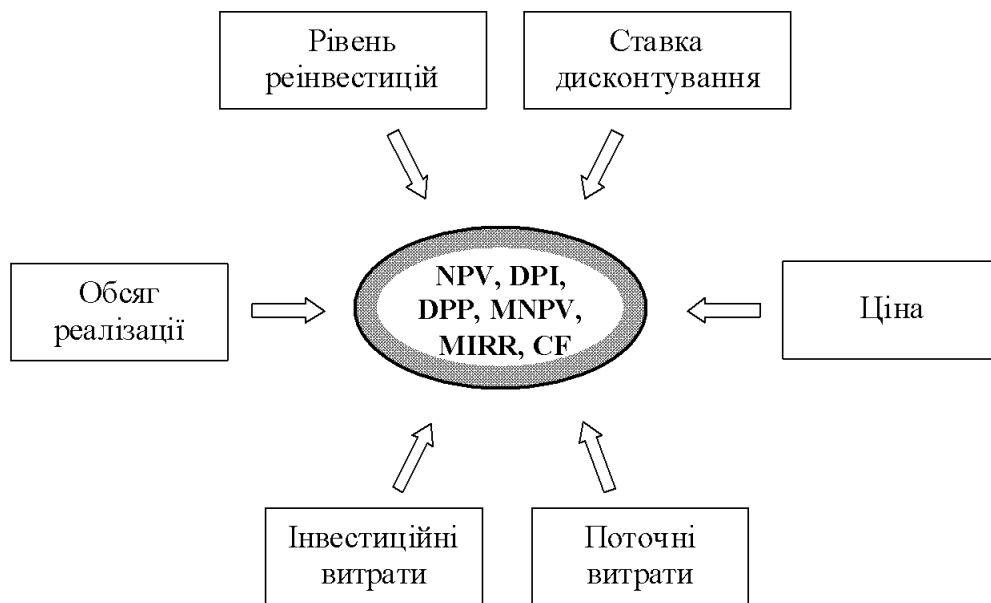 Рівень
реінвестицій
Ставка
дисконтування
Обсяг
реалізації
NPV, DPI,
DPP, MNPV,
MIRR, CF
Ціна
Інвестиційні
витрати
Поточні
витрати